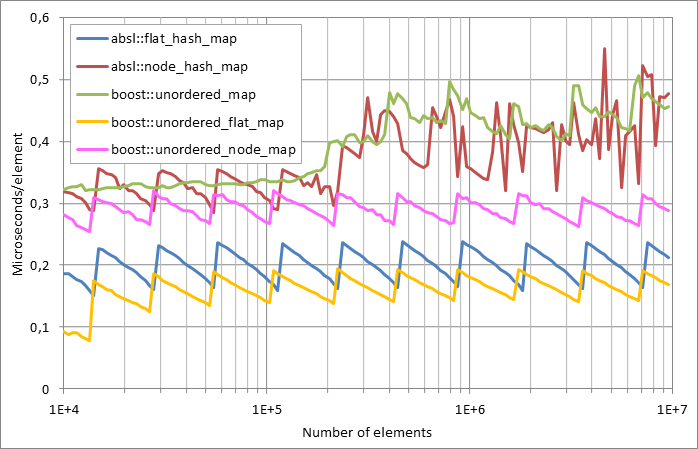 0,6
0,5
0,4
0,3
0,2
0,1
0
Microseconds/element
absl::flat_hash_map
absl::node_hash_map
boost::unordered_map
boost::unordered_flat_map
boost::unordered_node_map
1E+4 1E+5 1E+6 1E+7
Number of elements